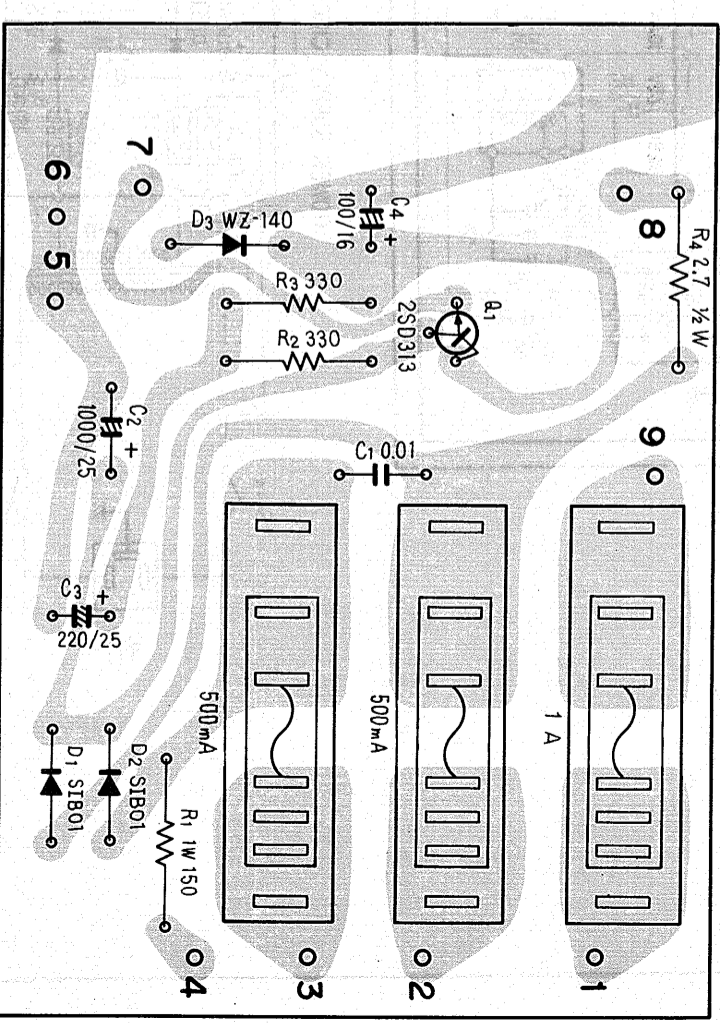 7
6
5
D3 WZ-140
C4
100/16
+
R3 330
R2 330
Q1
2SD313
8
R4 2.7 ½W
9
C2
1000/25
+
C1 0.01
C3
+
220/25
500mA
500mA
1 A
D1 SIB01
D2 SIB01
R1 1W 150
4
3
2
1